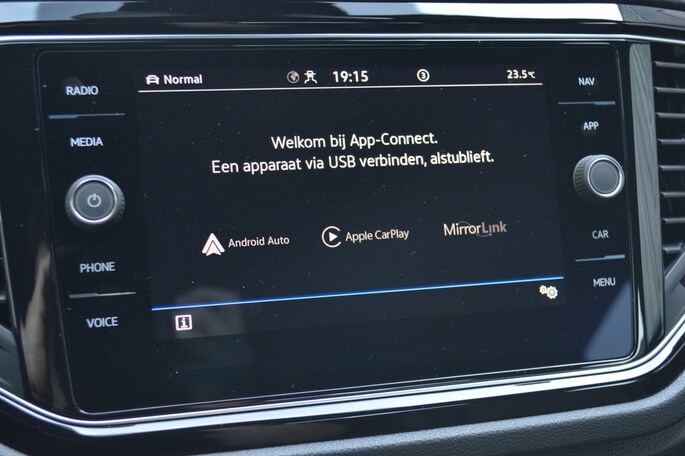 RADIO
MEDIA
PHONE
VOICE
Normal
19:15
3
23.5°C
Welkom bij App-Connect.
Een apparaat via USB verbinden, alstublieft.
Android Auto
Apple CarPlay
MirrorLink
i
NAV
APP
CAR
MENU